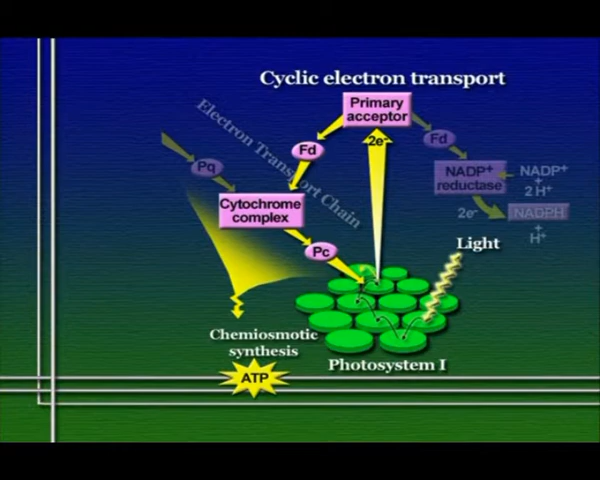 Cyclic electron transport
Primary
acceptor
2e-
Fd
Fd
Electron Transport Chain
Pq
NADP+
reductase
NADP+
+
2 H+
Cytochrome
complex
2e-
NADPH
+
H+
Pc
Light
Chemiosmotic
synthesis
ATP
Photosystem I